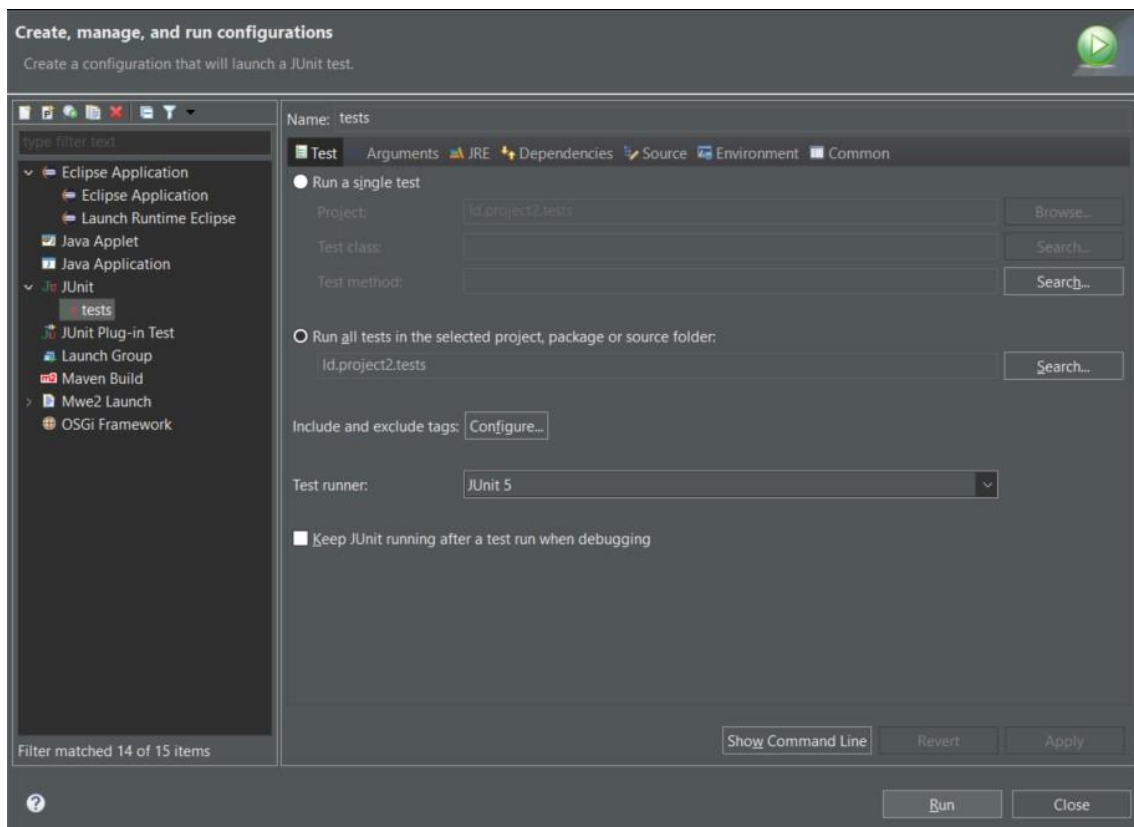 Create, manage, and run configurations
Create a configuration that will launch a JUnit test.
type filter text
Eclipse Application
Eclipse Application
Launch Runtime Eclipse
Java Applet
Java Application
JUnit
tests
JUnit Plug-in Test
Launch Group
Maven Build
Mwe2 Launch
OSGi Framework
Filter matched 14 of 15 items
Name: tests
Test Arguments JRE Dependencies Source Environment Common
Run a single test
Project: ld.project2.tests Browse...
Test class: Search...
Test method: Search...
Run all tests in the selected project, package or source folder:
ld.project2.tests Search...
Include and exclude tags: Configure...
Test runner: JUnit 5
Keep JUnit running after a test run when debugging
Show Command Line Revert Apply
Run Close